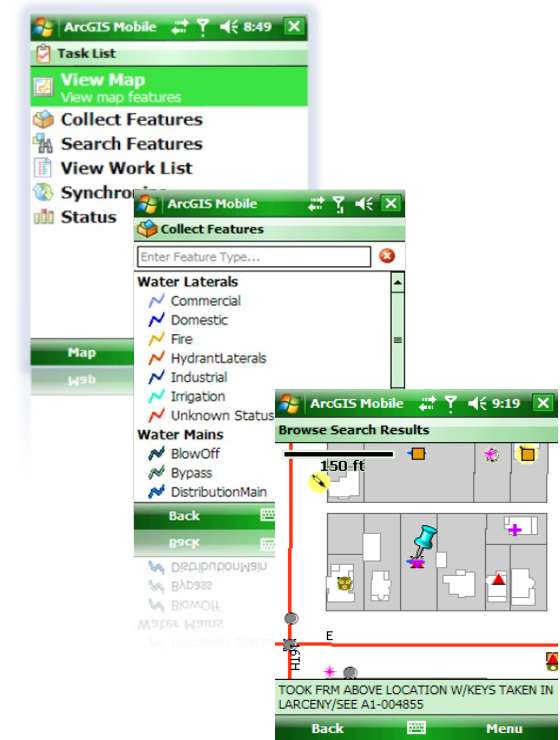 ArcGIS Mobile 8:49
Task List
View Map
View map features
Collect Features
Search Features
View Work List
Synchronize
Status
Map
ArcGIS Mobile
Collect Features
Enter Feature Type...
Water Laterals
Commercial
Domestic
Fire
HydrantLaterals
Industrial
Irrigation
Unknown Status
Water Mains
BlowOff
Bypass
DistributionMain
Back
ArcGIS Mobile 9:19
Browse Search Results
150 ft
E
16TH
TOOK FRM ABOVE LOCATION W/KEYS TAKEN IN
LARCENY/SEE A1-004855
Back Menu